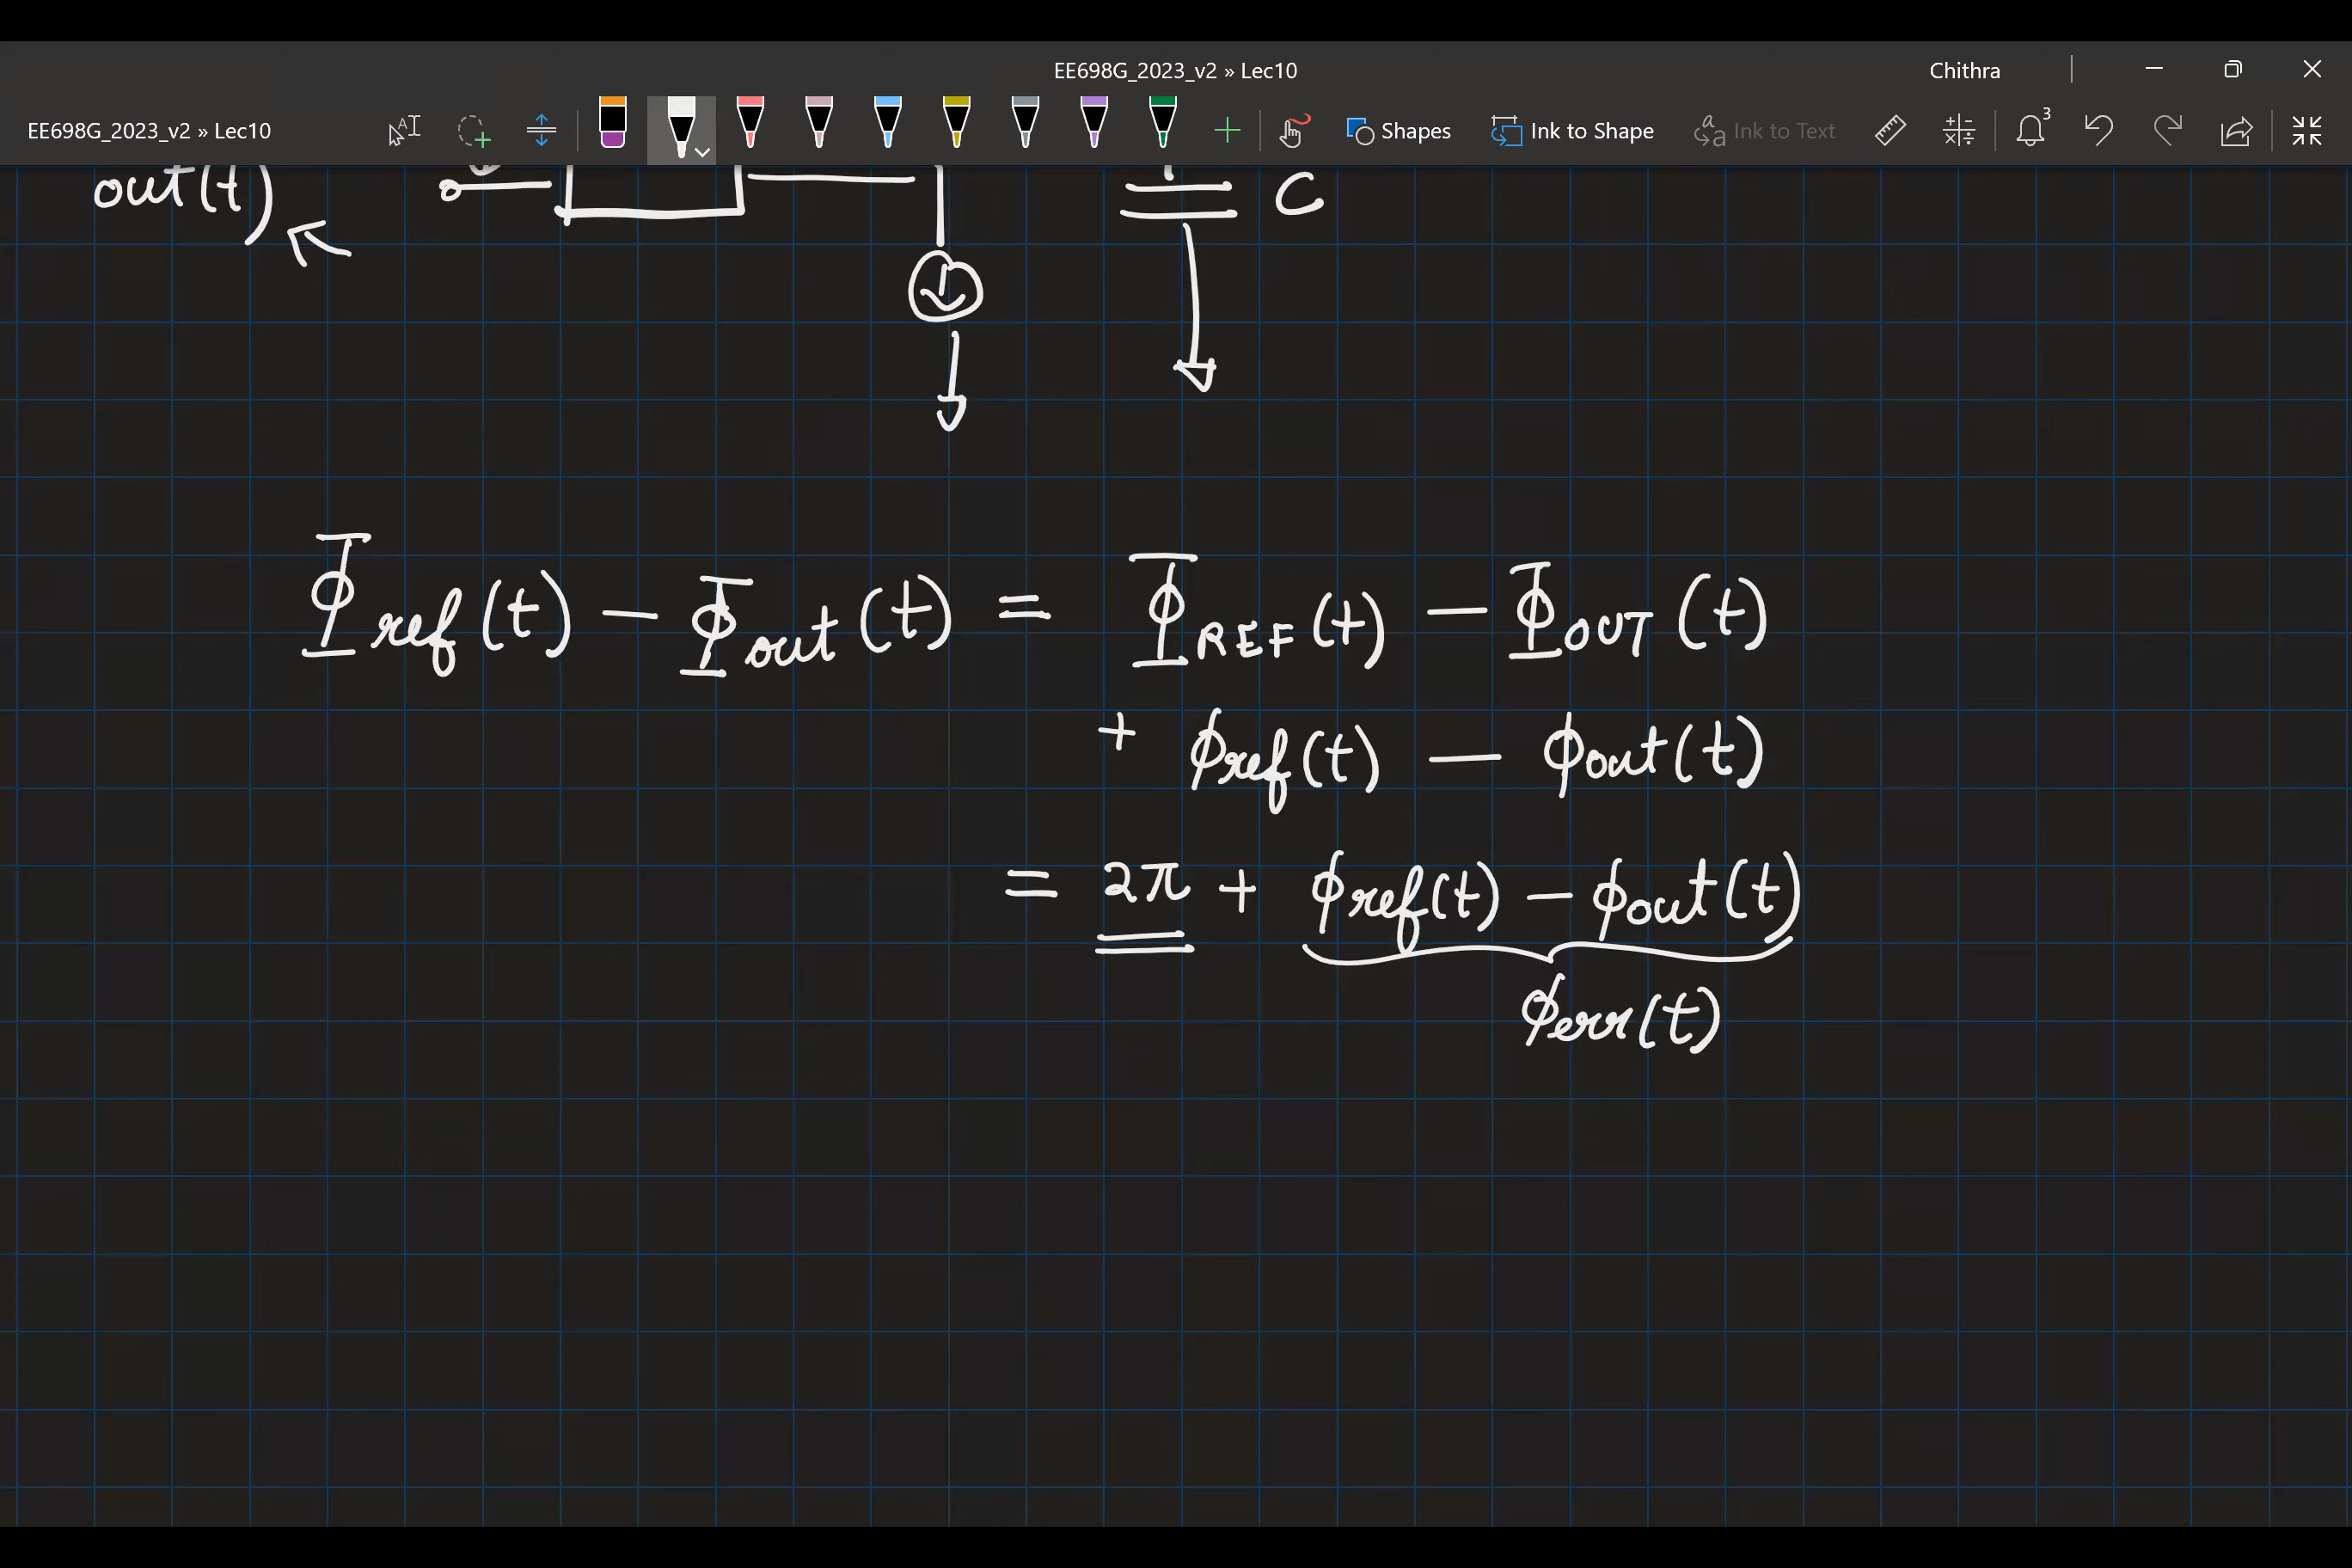 EE698G_2023_v2 » Lec10
Chithra
EE698G_2023_v2 » Lec10
Shapes
Ink to Shape
Ink to Text
3
out(t)
C
Φref(t) − Φout(t) = ΦREF(t) − ΦOUT(t)
+ ϕref(t) − ϕout(t)
= 2π + ϕref(t) − ϕout(t)
ϕerr(t)